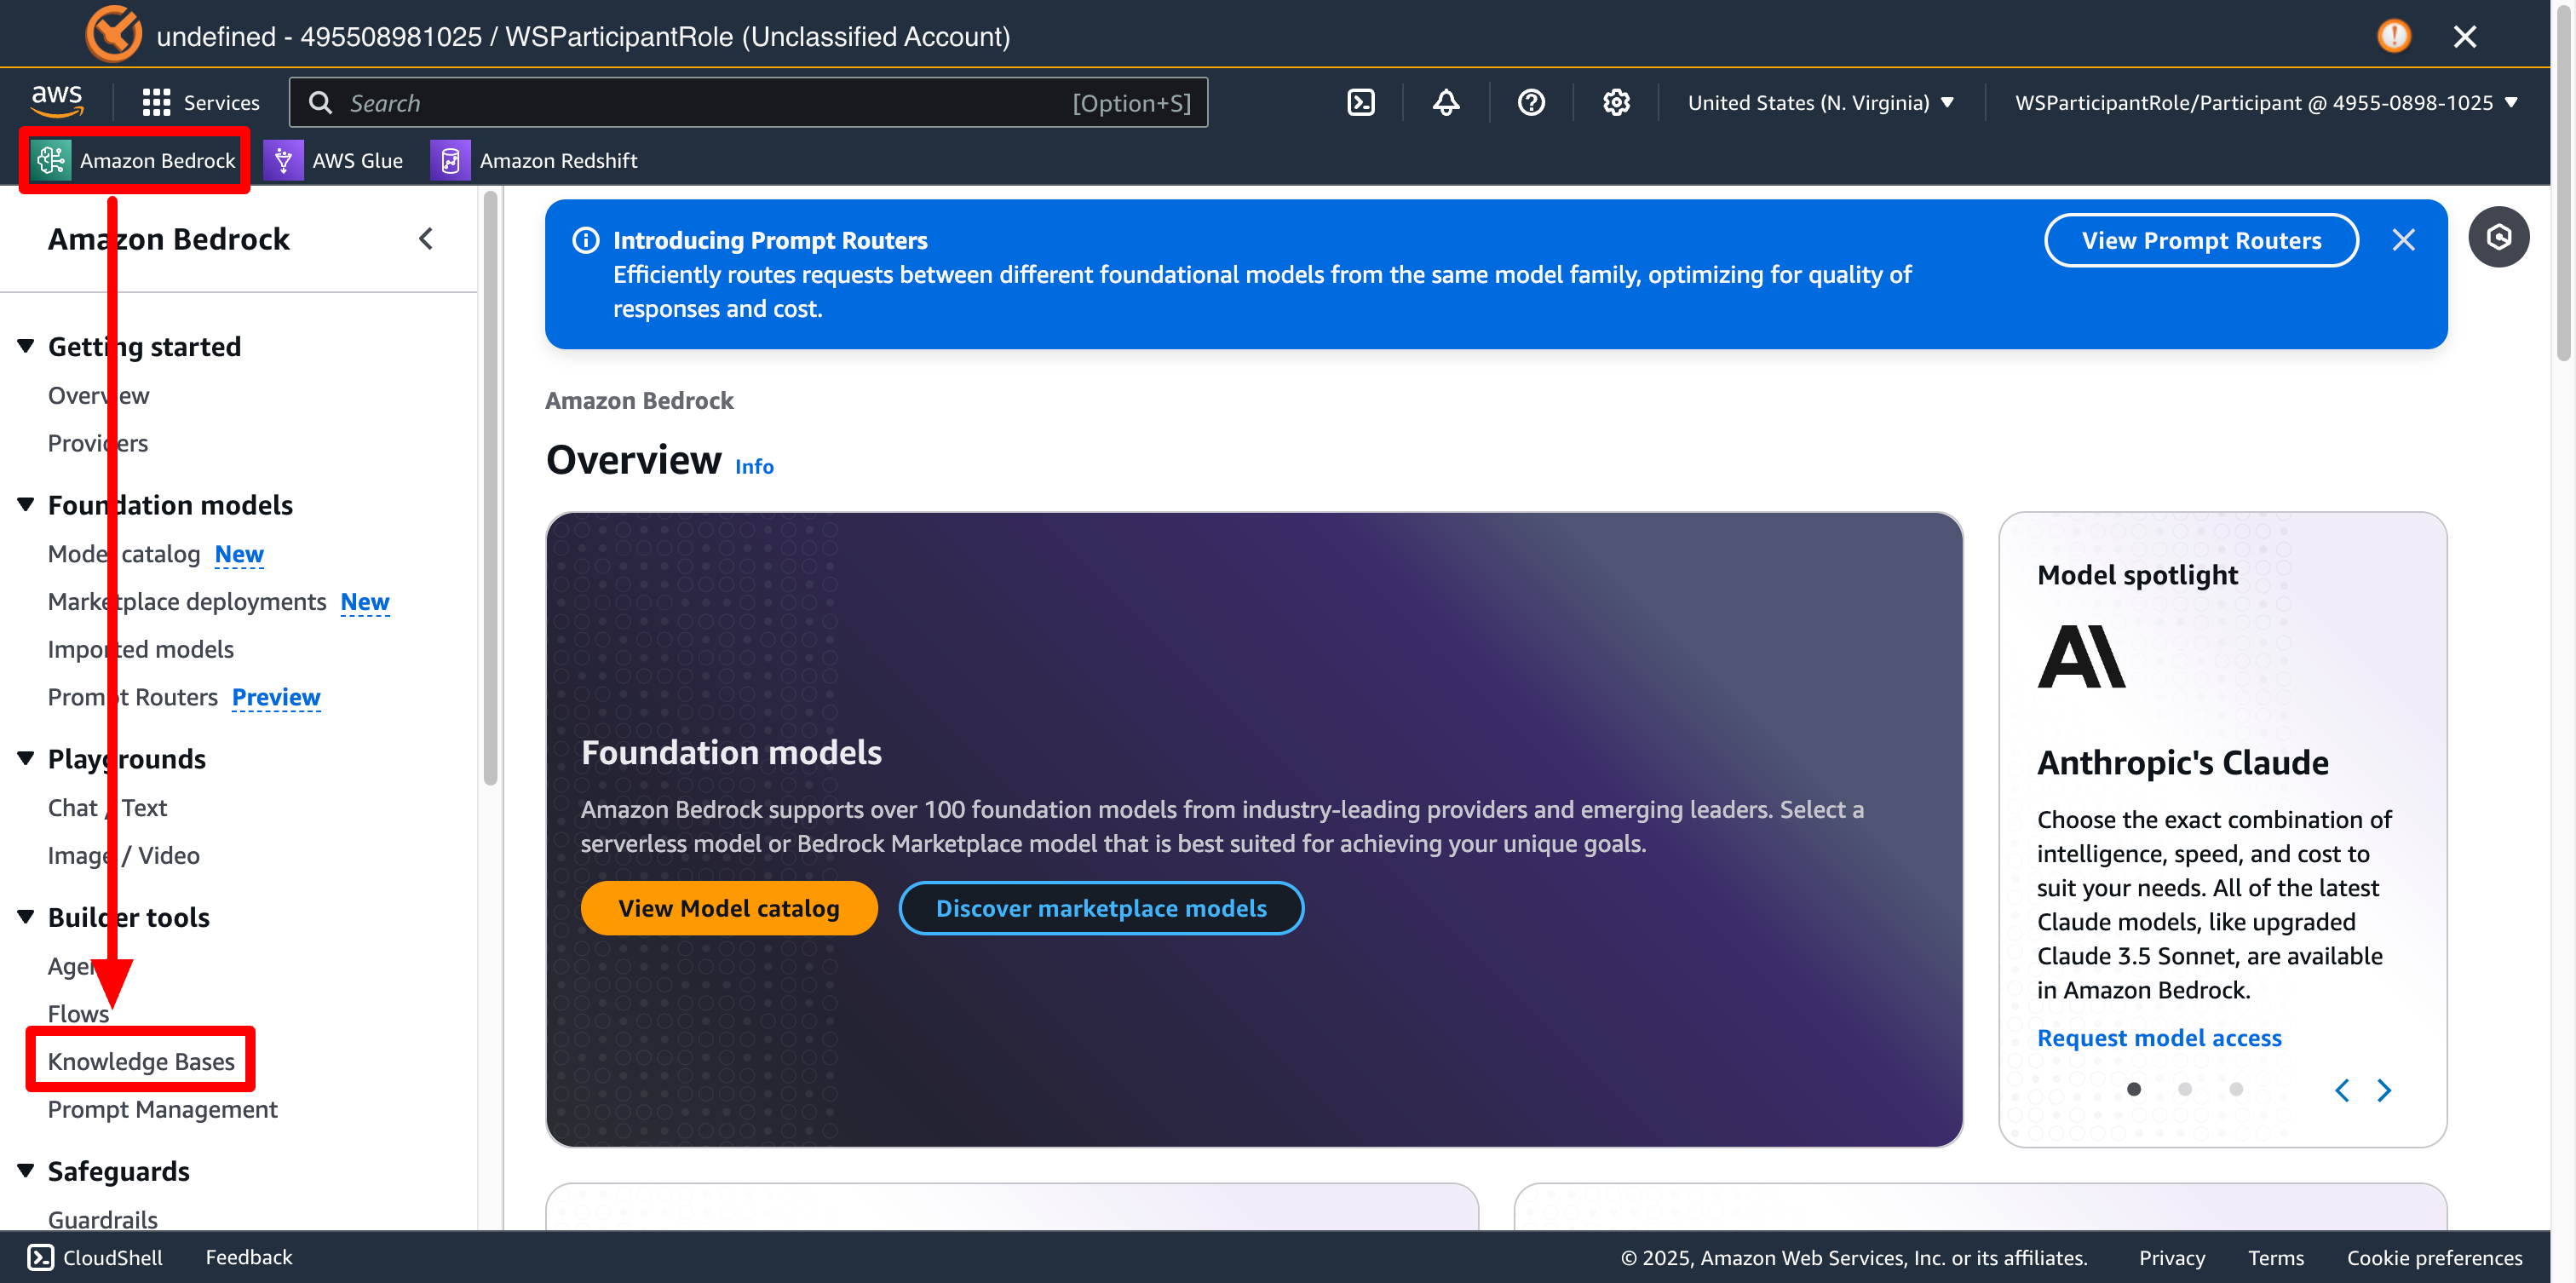 undefined - 495508981025 / WSParticipantRole (Unclassified Account)
aws
Services
Search
[Option+S]
United States (N. Virginia)
WSParticipantRole/Participant @ 4955-0898-1025
Amazon Bedrock
AWS Glue
Amazon Redshift
Amazon Bedrock
Getting started
Overview
Providers
Foundation models
Model catalog New
Marketplace deployments New
Imported models
Prompt Routers Preview
Playgrounds
Chat / Text
Image / Video
Builder tools
Flows
Knowledge Bases
Prompt Management
Safeguards
Guardrails
Introducing Prompt Routers
Efficiently routes requests between different foundational models from the same model family, optimizing for quality of
responses and cost.
View Prompt Routers
Amazon Bedrock
Overview Info
Foundation models
Amazon Bedrock supports over 100 foundation models from industry-leading providers and emerging leaders. Select a
serverless model or Bedrock Marketplace model that is best suited for achieving your unique goals.
View Model catalog
Discover marketplace models
Model spotlight
Anthropic's Claude
Choose the exact combination of
intelligence, speed, and cost to
suit your needs. All of the latest
Claude models, like upgraded
Claude 3.5 Sonnet, are available
in Amazon Bedrock.
Request model access
CloudShell
Feedback
© 2025, Amazon Web Services, Inc. or its affiliates.
Privacy
Terms
Cookie preferences